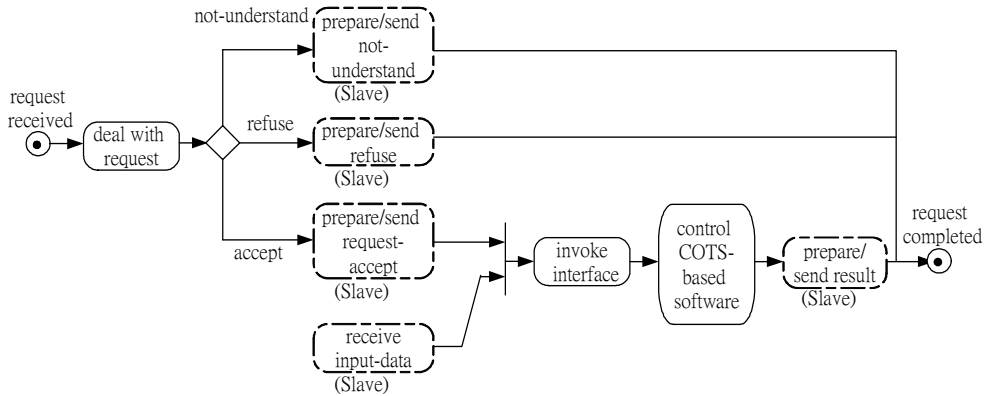 not-understand
prepare/send
not-
understand
(Slave)
request
received
deal with
request
refuse
prepare/send
refuse
(Slave)
accept
prepare/send
request-
accept
(Slave)
receive
input-data
(Slave)
invoke
interface
control
COTS-
based
software
prepare/
send result
(Slave)
request
completed